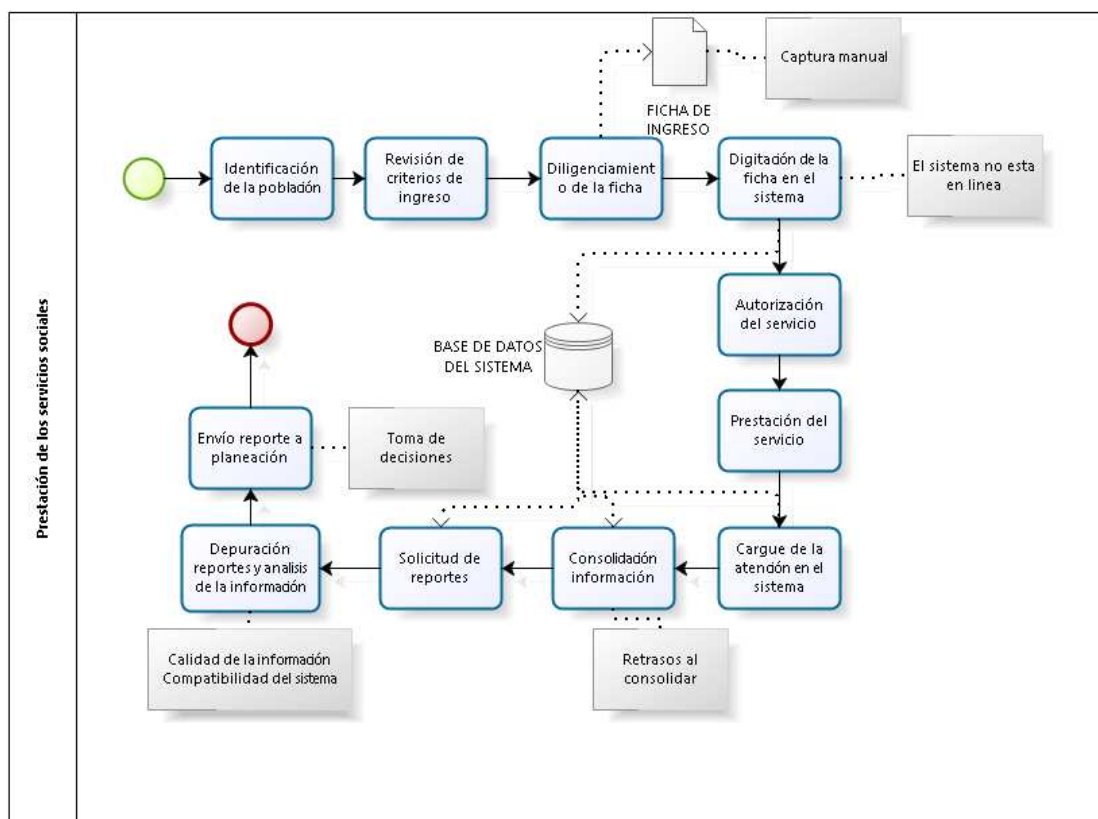 Prestación de los servicios sociales
FICHA DE
INGRESO
Captura manual
Identificación
de la población
Revisión de
criterios de
ingreso
Diligenciamient
o de la ficha
Digitación de la
ficha en el
sistema
El sistema no esta
en linea
Autorización
del servicio
BASE DE DATOS
DEL SISTEMA
Prestación del
servicio
Envío reporte a
planeación
Toma de
decisiones
Depuración
reportes y analisis
de la información
Solicitud de
reportes
Consolidación
información
Cargue de la
atención en el
sistema
Calidad de la información
Compatibilidad del sistema
Retrasos al
consolidar